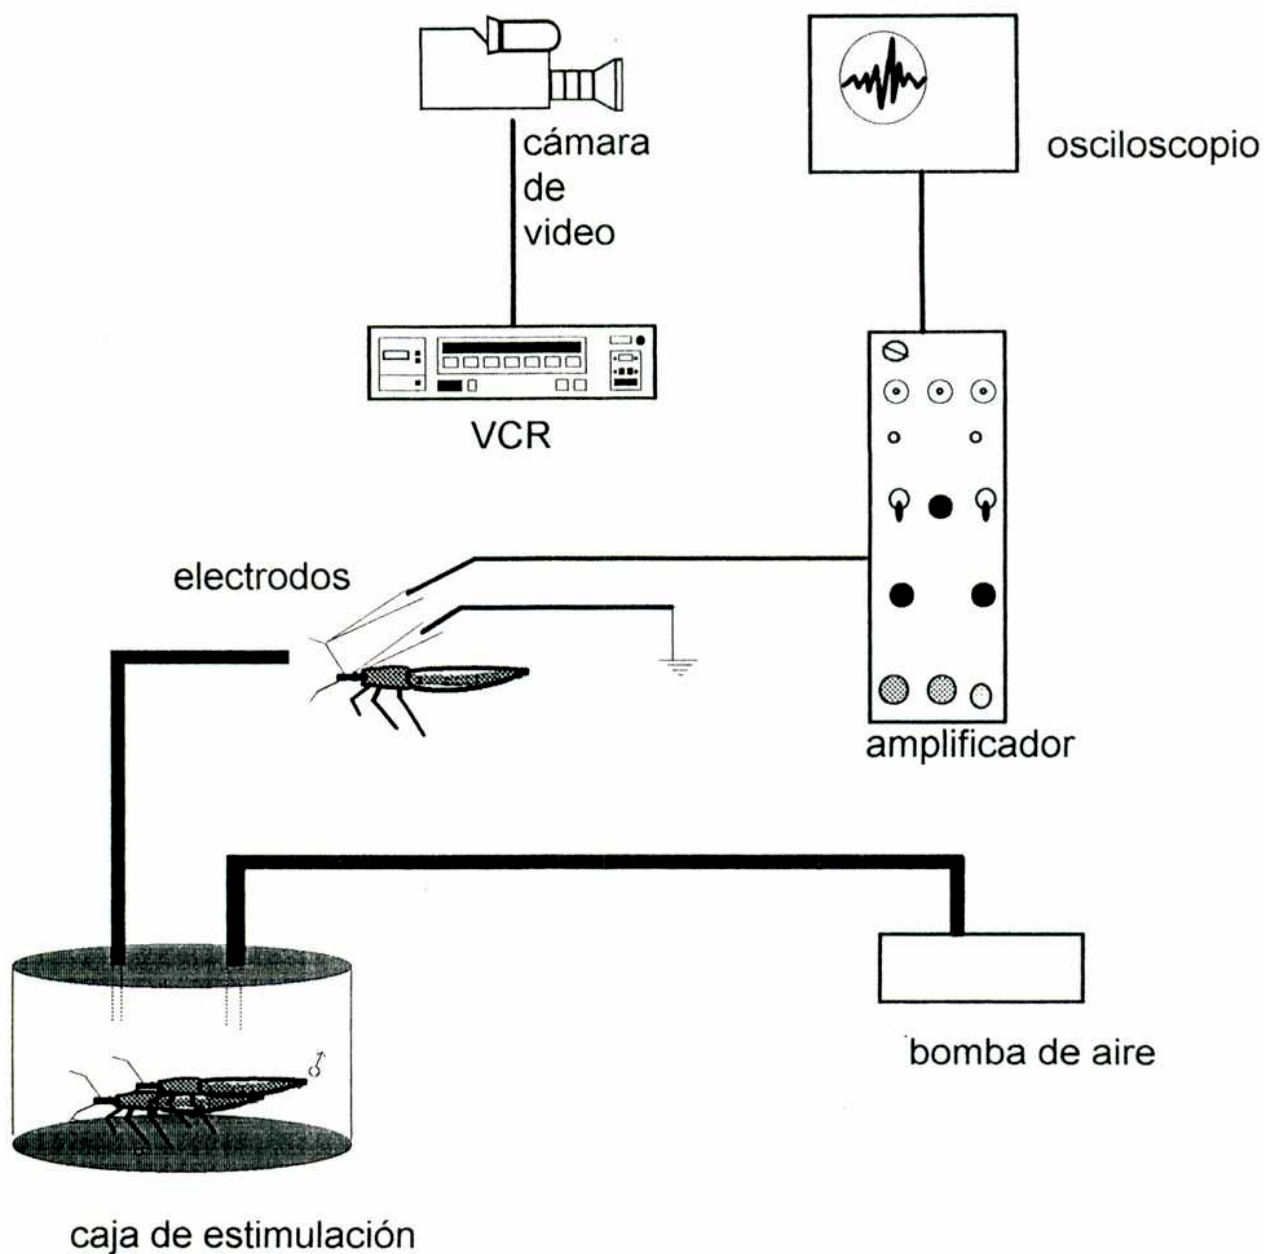 cámara
de
video
osciloscopio
VCR
electrodos
amplificador
bomba de aire
caja de estimulación